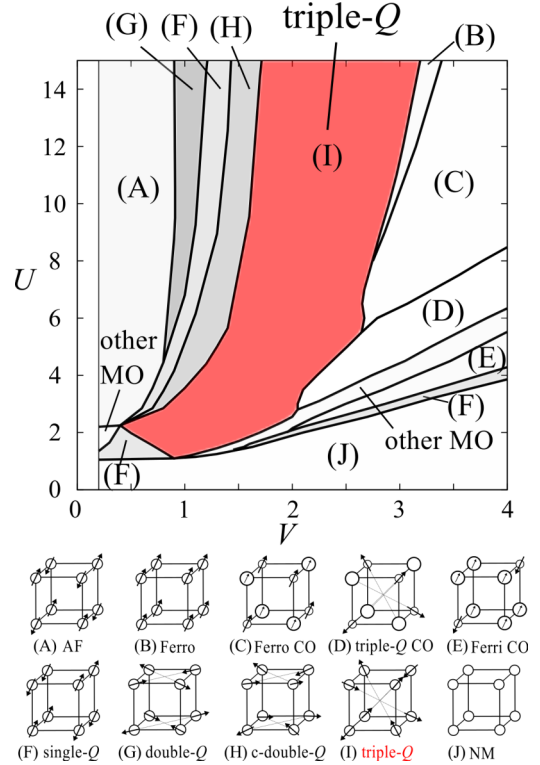 triple-Q
(G) (F) (H) (B)
14
12
(I)
(A) (C)
10
8
U
6
(D)
other
MO
(E)
4
(F)
2
other MO
(F) (J)
0
0 1 2 3 4
V
(A) AF (B) Ferro (C) Ferro CO (D) triple-Q CO (E) Ferri CO
(F) single-Q (G) double-Q (H) c-double-Q (I) triple-Q (J) NM